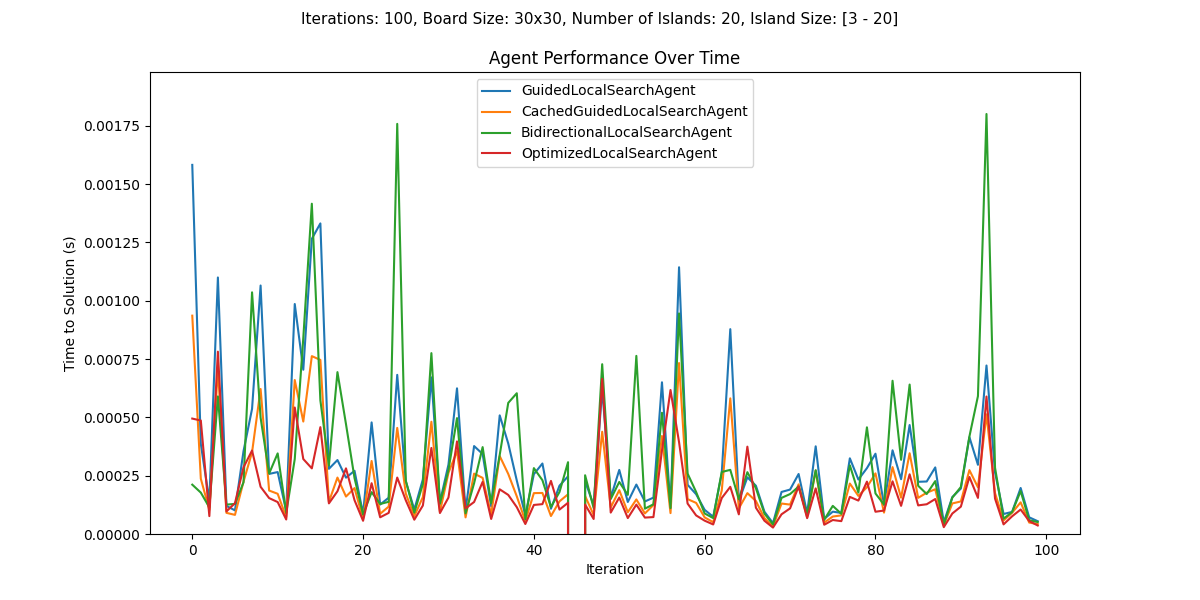 Iterations: 100, Board Size: 30x30, Number of Islands: 20, Island Size: [3 - 20]
Agent Performance Over Time
GuidedLocalSearchAgent
CachedGuidedLocalSearchAgent
BidirectionalLocalSearchAgent
OptimizedLocalSearchAgent
Time to Solution (s)
0.00175
0.00150
0.00125
0.00100
0.00075
0.00050
0.00025
0.00000
0 20 40 60 80 100
Iteration